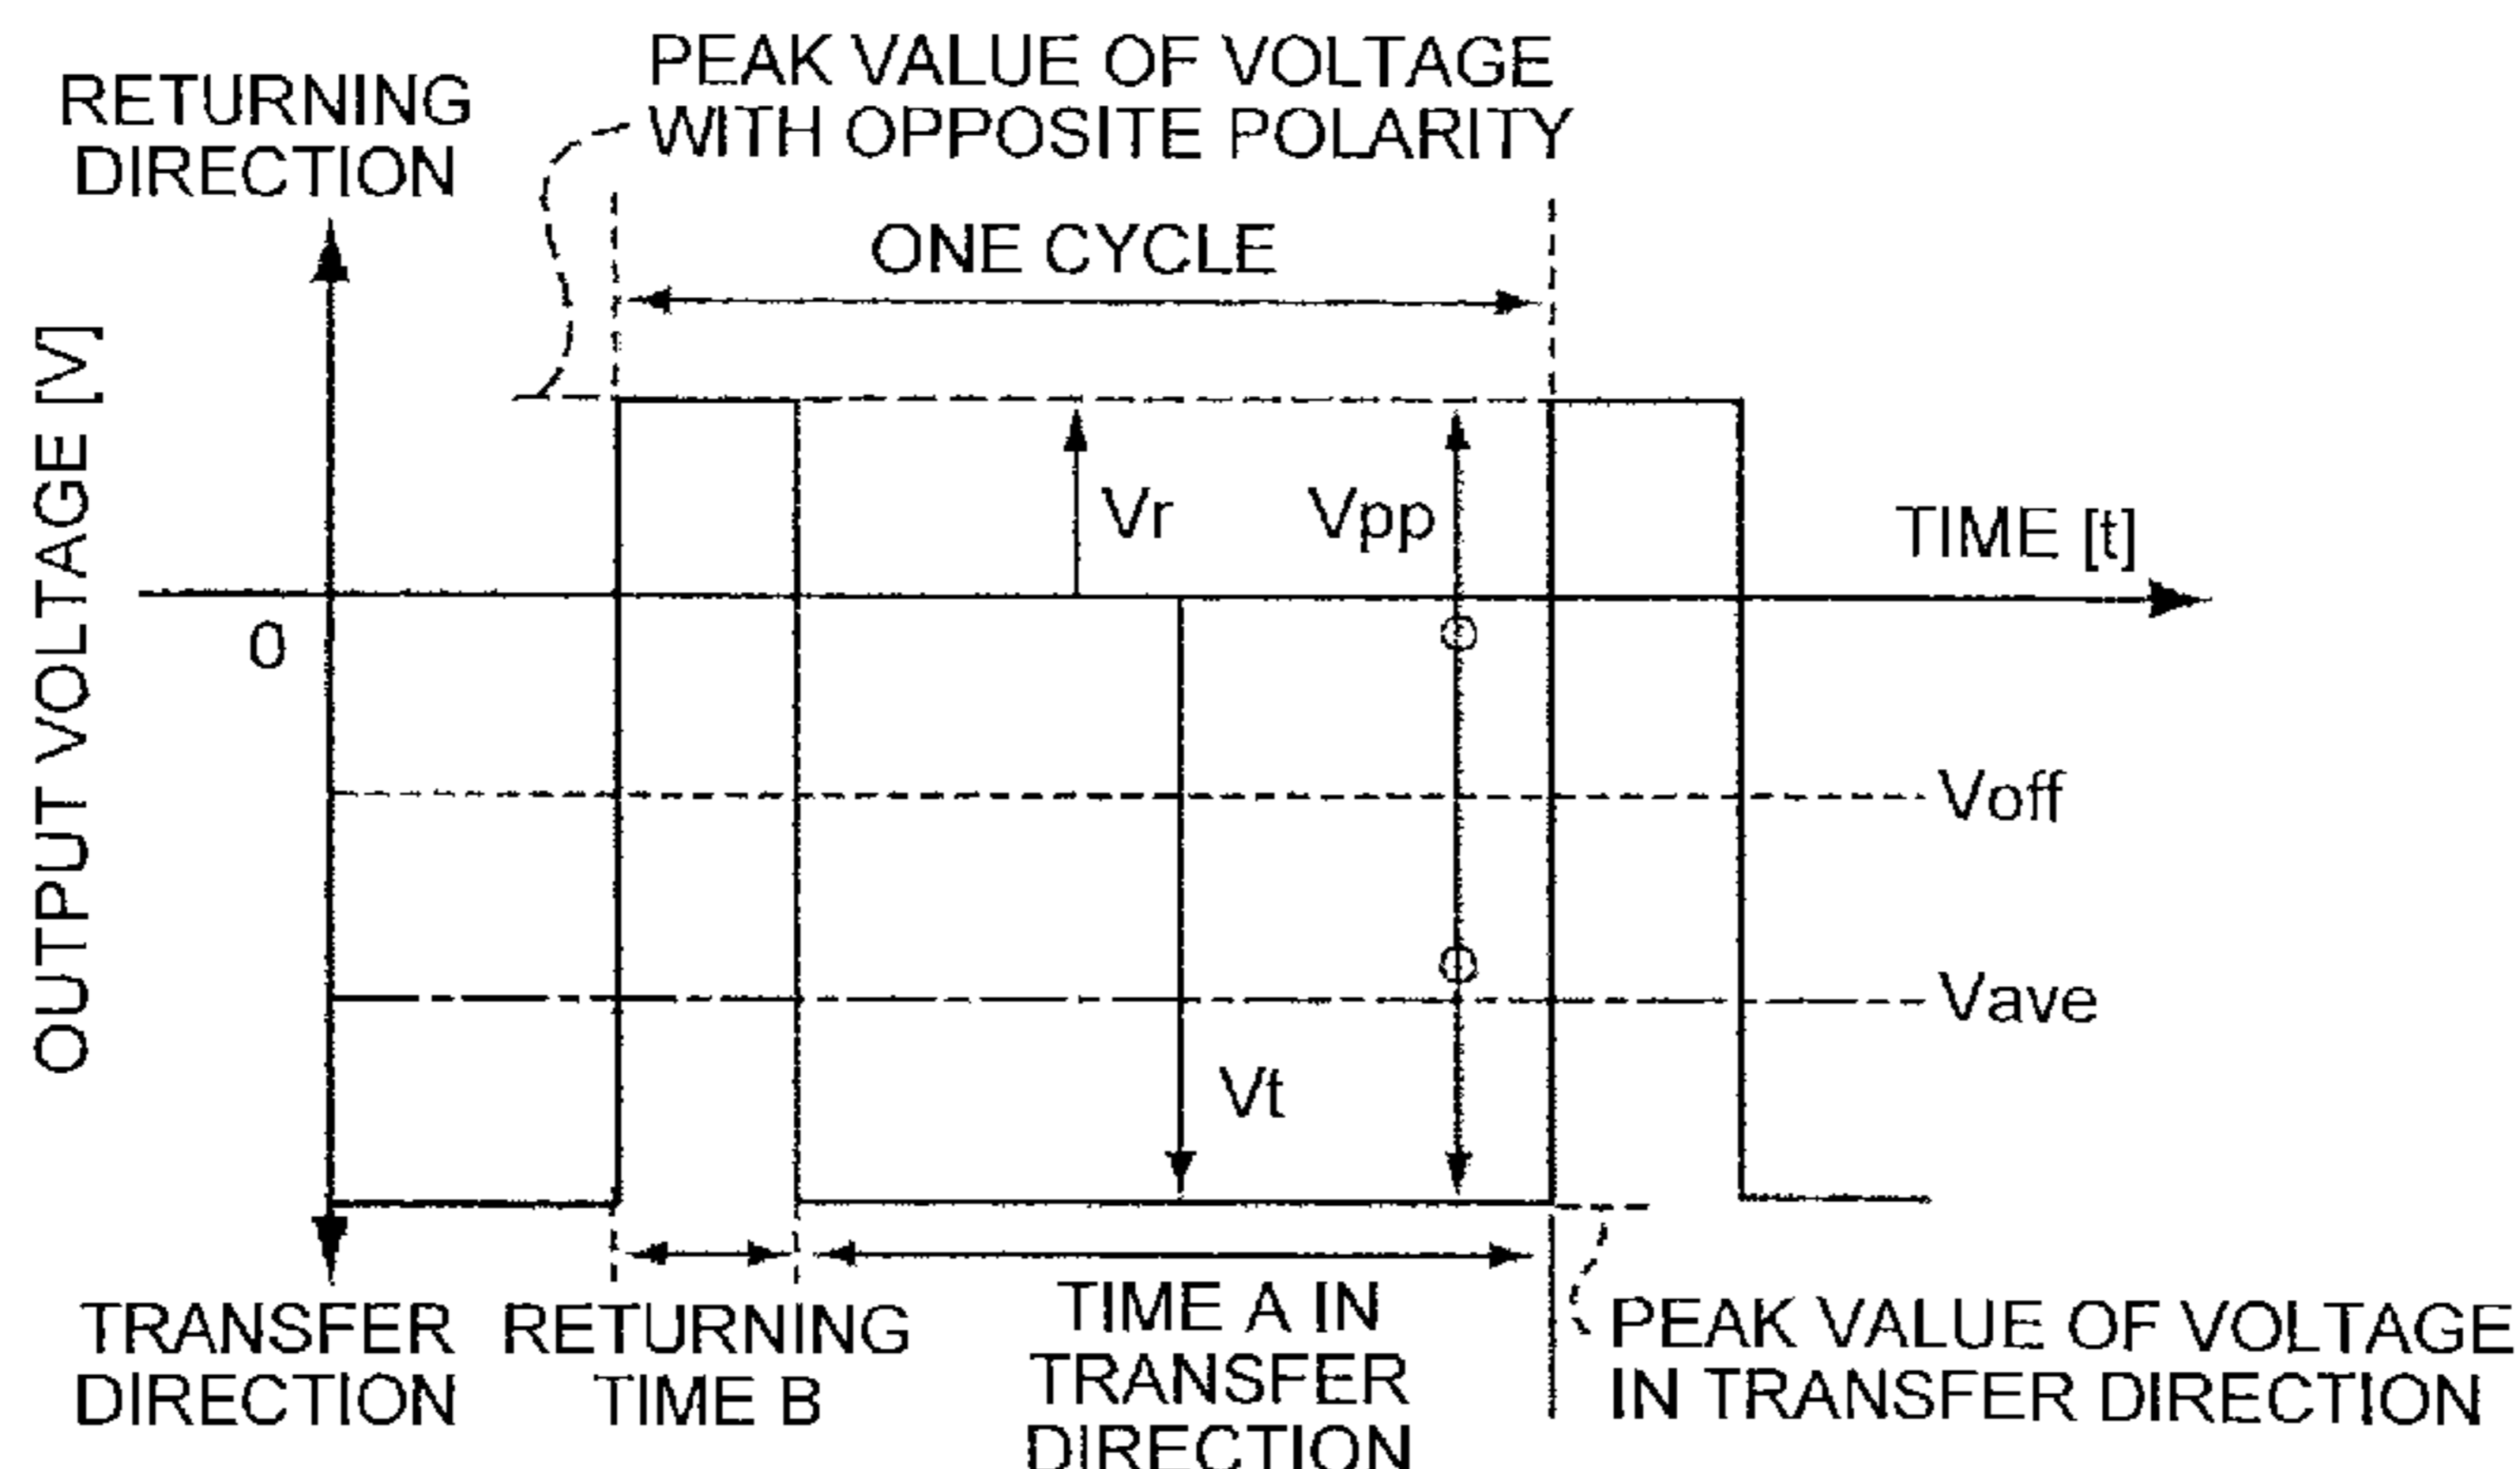 PEAK VALUE OF VOLTAGE
WITH OPPOSITE POLARITY
RETURNING
DIRECTION
ONE CYCLE
OUTPUT VOLTAGE [V]
Vr
Vpp
TIME [t]
0
Voff
Vave
Vt
TRANSFER
DIRECTION
RETURNING
TIME B
TIME A IN
TRANSFER
DIRECTION
PEAK VALUE OF VOLTAGE
IN TRANSFER DIRECTION